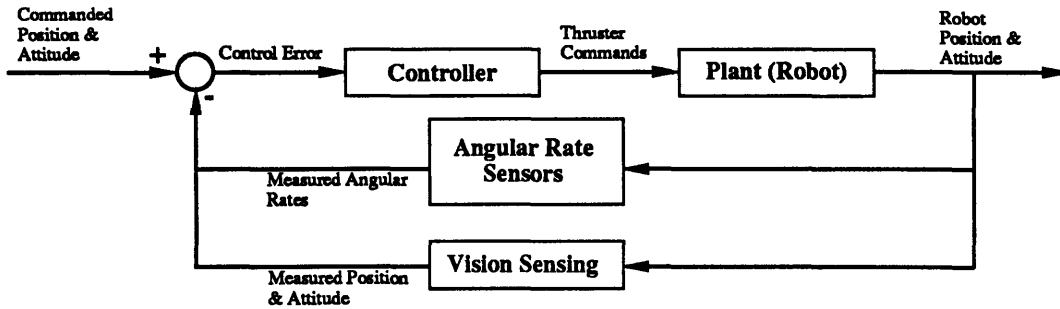 Commanded
Position &
Attitude
+
-
Control Error
Controller
Thruster
Commands
Plant (Robot)
Robot
Position &
Attitude
Angular Rate
Sensors
Measured Angular
Rates
Vision Sensing
Measured Position
& Attitude